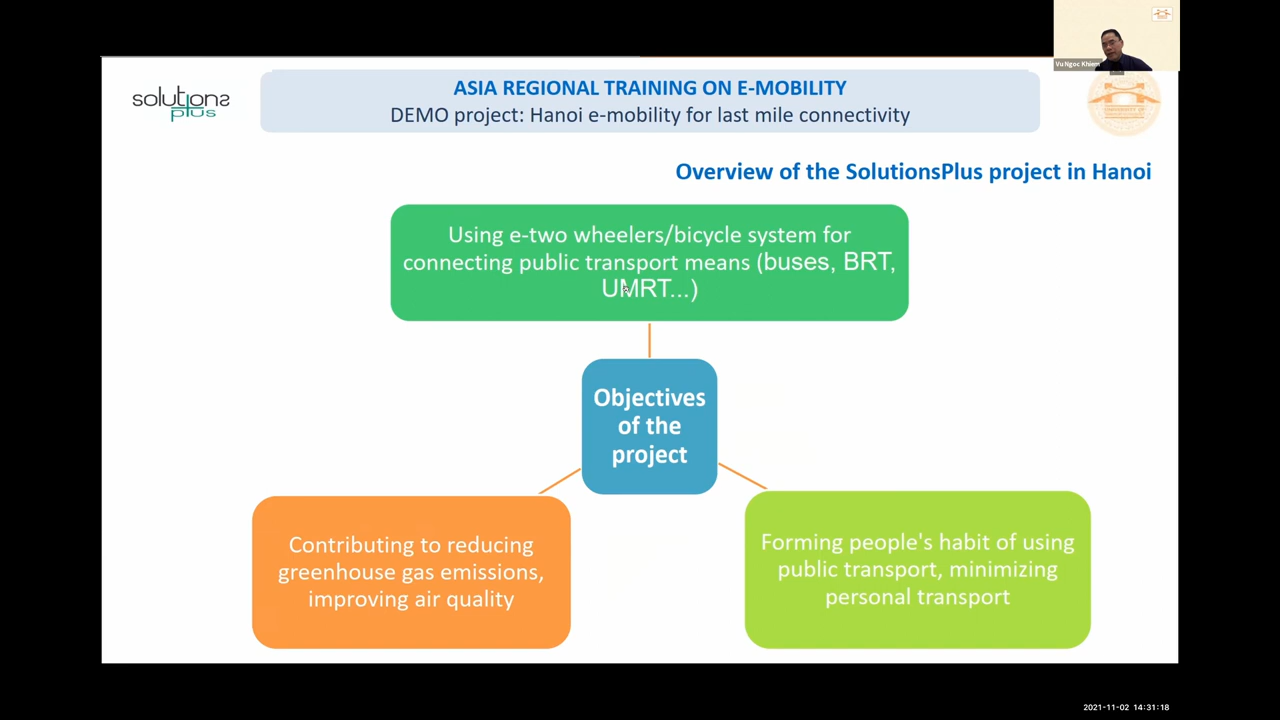 Vu Ngoc Khiem
solutions
plus
ASIA REGIONAL TRAINING ON E-MOBILITY
DEMO project: Hanoi e-mobility for last mile connectivity
Overview of the SolutionsPlus project in Hanoi
Using e-two wheelers/bicycle system for
connecting public transport means (buses, BRT,
UMRT...)
Objectives
of the
project
Contributing to reducing
greenhouse gas emissions,
improving air quality
Forming people's habit of using
public transport, minimizing
personal transport
2021-11-02 14:31:18